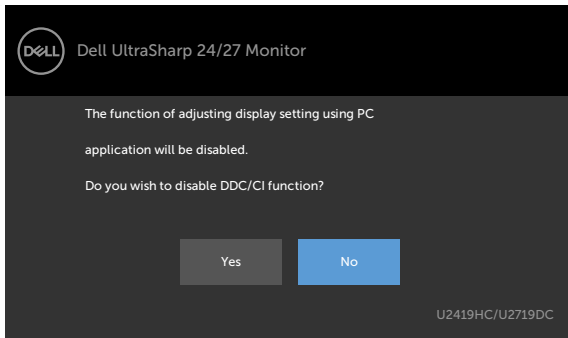 DELL
Dell UltraSharp 24/27 Monitor
The function of adjusting display setting using PC
application will be disabled.
Do you wish to disable DDC/CI function?
Yes
No
U2419HC/U2719DC